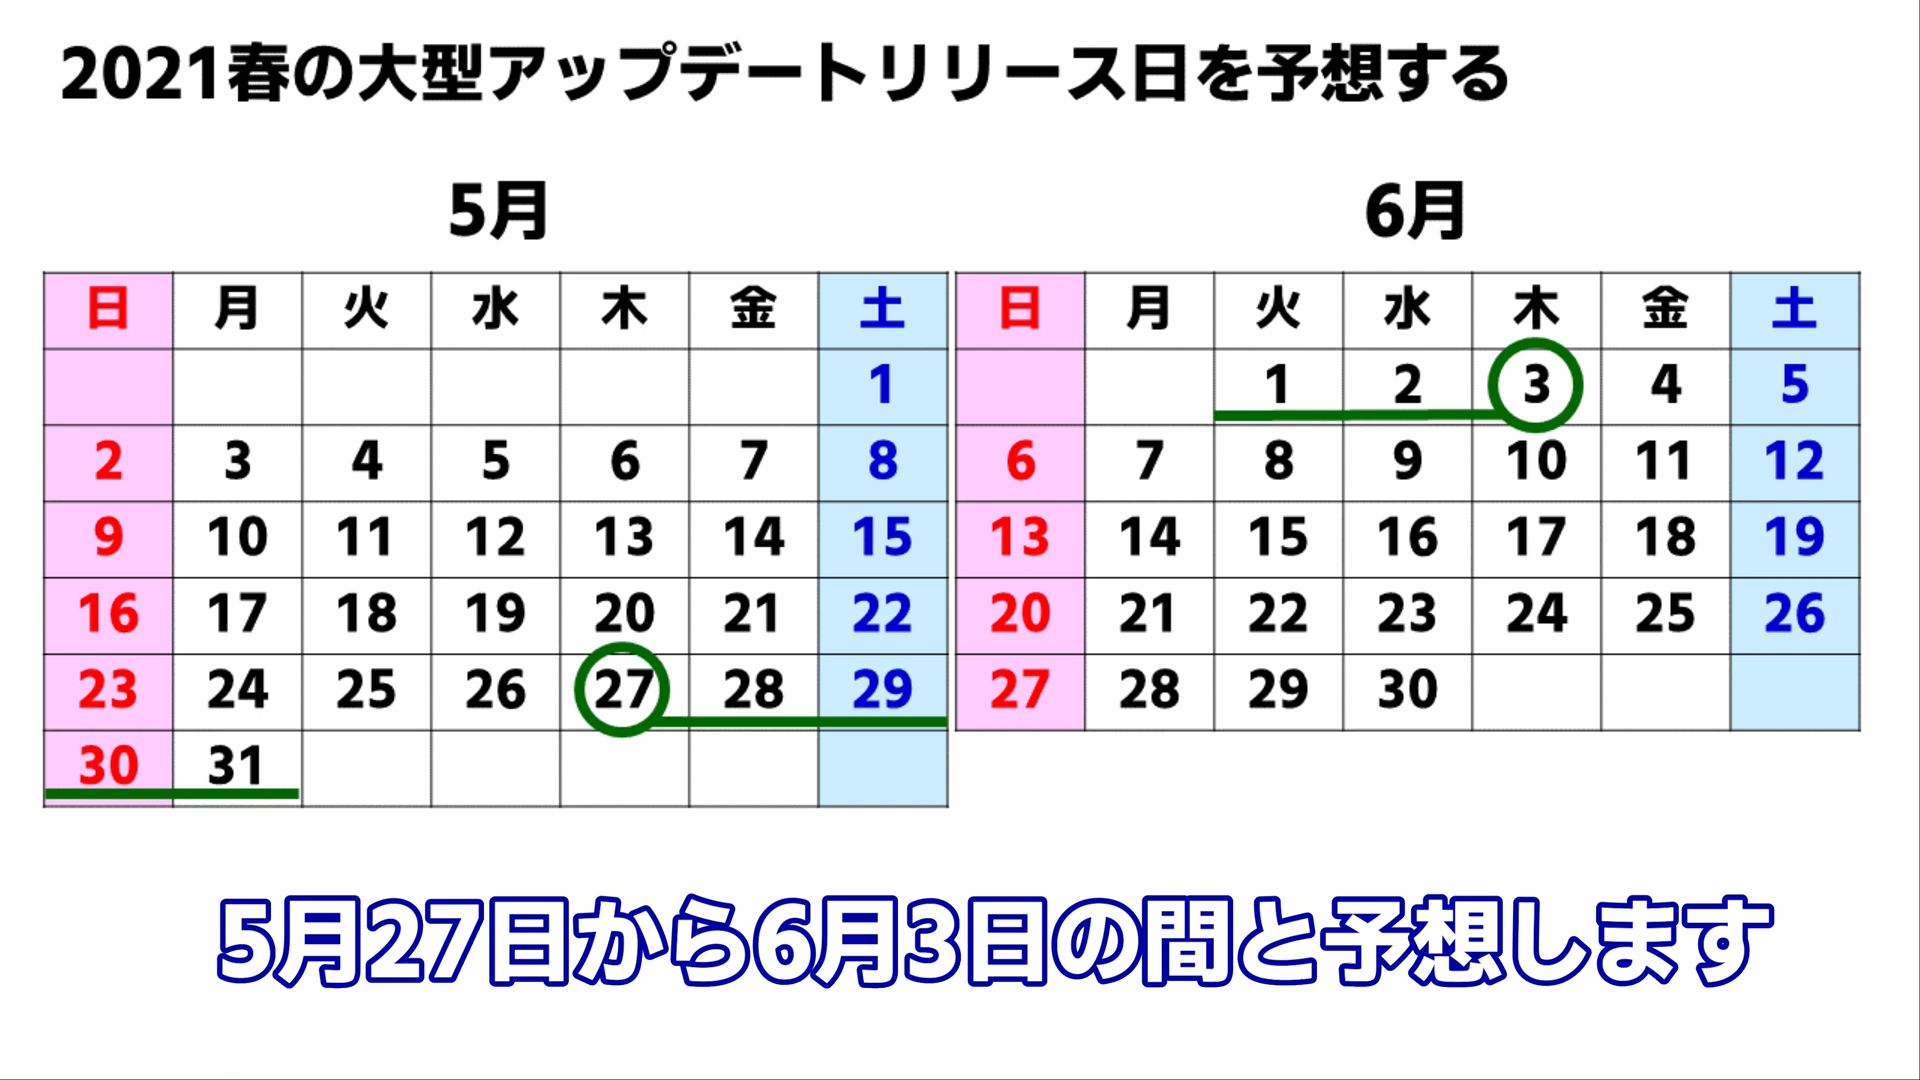 2021春の大型アップデートリリース日を予想する
5月
日 月 火 水 木 金 土
1
2 3 4 5 6 7 8
9 10 11 12 13 14 15
16 17 18 19 20 21 22
23 24 25 26 27 28 29
30 31
6月
日 月 火 水 木 金 土
1 2 3 4 5
6 7 8 9 10 11 12
13 14 15 16 17 18 19
20 21 22 23 24 25 26
27 28 29 30
5月27日から6月3日の間と予想します